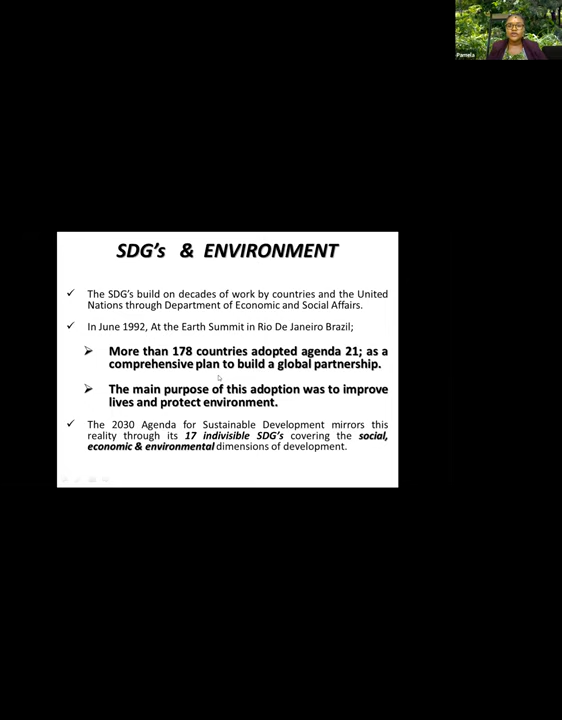 Pamela
SDG's & ENVIRONMENT
✓ The SDG's build on decades of work by countries and the United
Nations through Department of Economic and Social Affairs.
✓ In June 1992, At the Earth Summit in Rio De Janeiro Brazil;
➢ More than 178 countries adopted agenda 21; as a
comprehensive plan to build a global partnership.
➢ The main purpose of this adoption was to improve
lives and protect environment.
✓ The 2030 Agenda for Sustainable Development mirrors this
reality through its 17 indivisible SDG's covering the social,
economic & environmental dimensions of development.